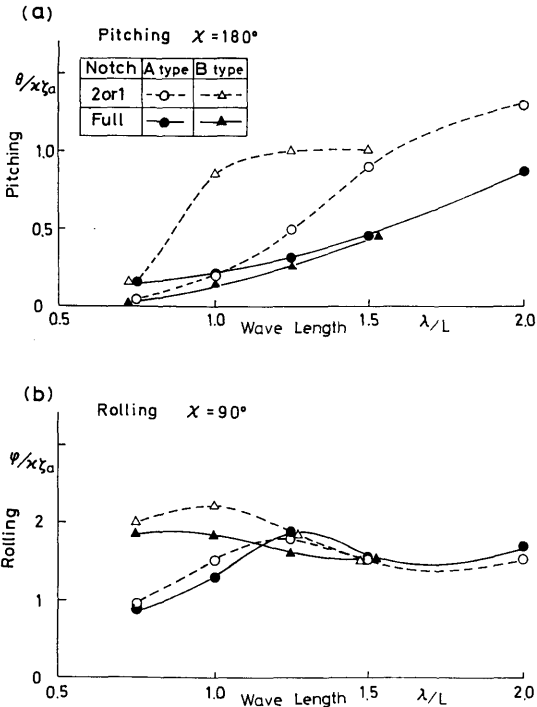 (a)
Pitching χ = 180°
θ/κζa
Notch A type B type
2or1
Full
Pitching
1.0
0.5
0
0.5 1.0 1.5 2.0
Wave Length λ/L
(b)
Rolling χ = 90°
φ/κζa
Rolling
2
1
0
0.5 1.0 1.5 2.0
Wave Length λ/L